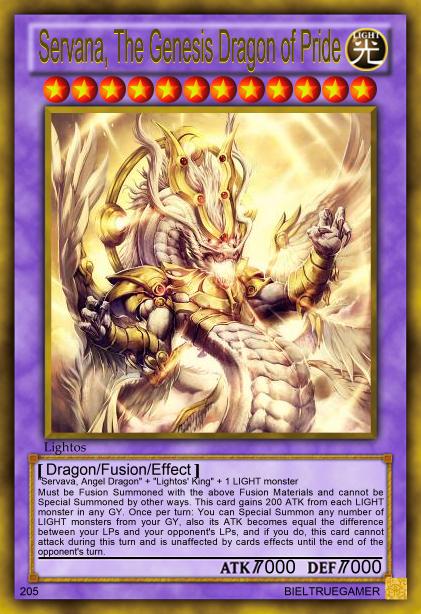 Servana, The Genesis Dragon of Pride
LIGHT
光
Lightos
[ Dragon/Fusion/Effect ]
"Servava, Angel Dragon" + "Lightos' King" + 1 LIGHT monster
Must be Fusion Summoned with the above Fusion Materials and cannot be
Special Summoned by other ways. This card gains 200 ATK from each LIGHT
monster in any GY. Once per turn: You can Special Summon any number of
LIGHT monsters from your GY, also its ATK becomes equal the difference
between your LPs and your opponent's LPs, and if you do, this card cannot
attack during this turn and is unaffected by cards effects until the end of the
opponent's turn.
ATK 7000 DEF 7000
205 BIELTRUEGAMER